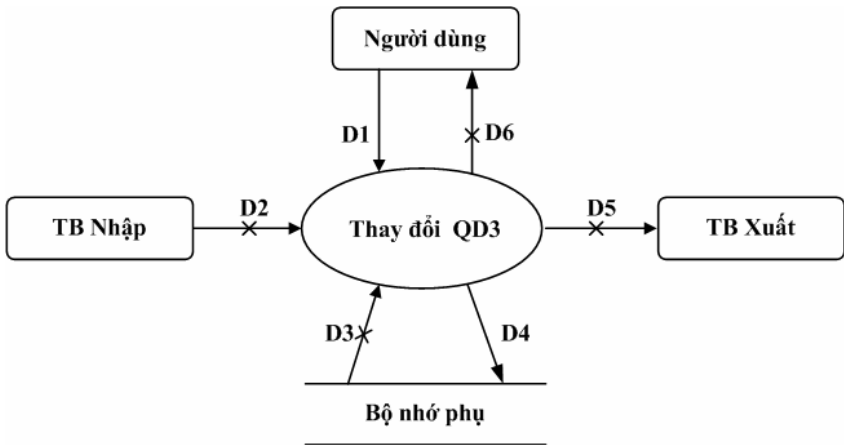 Người dùng
D1
D6
TB Nhập
D2
Thay đổi QD3
D5
TB Xuất
D3
D4
Bộ nhớ phụ